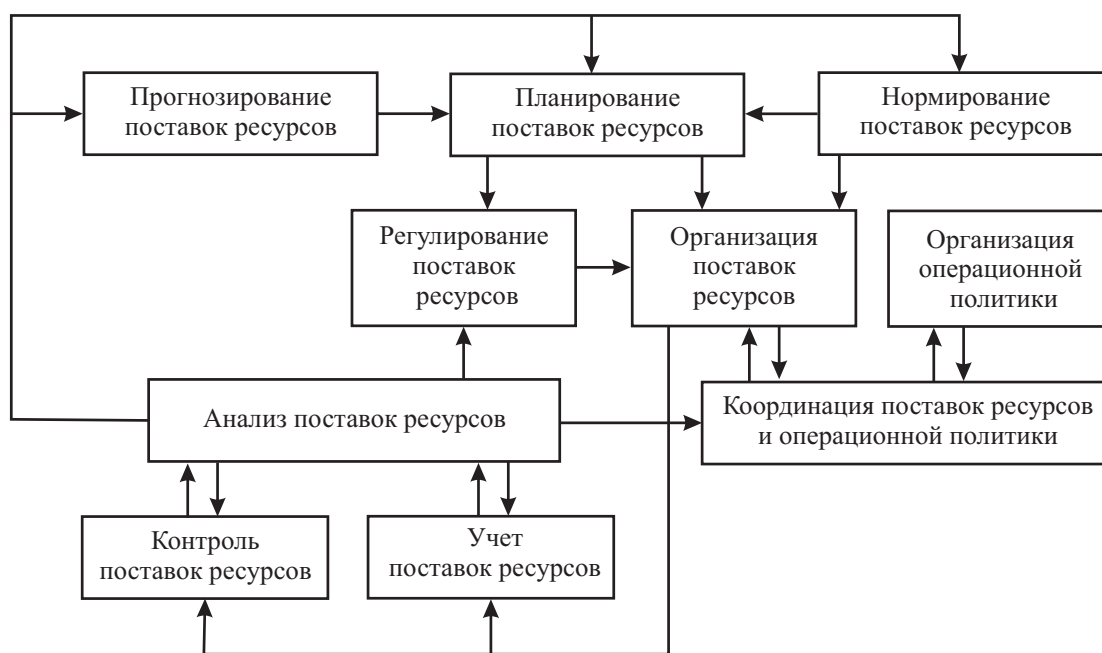 Прогнозирование
поставок ресурсов
Планирование
поставок ресурсов
Нормирование
поставок ресурсов
Регулирование
поставок
ресурсов
Организация
поставок
ресурсов
Организация
операционной
политики
Анализ поставок ресурсов
Координация поставок ресурсов
и операционной политики
Контроль
поставок ресурсов
Учет
поставок ресурсов